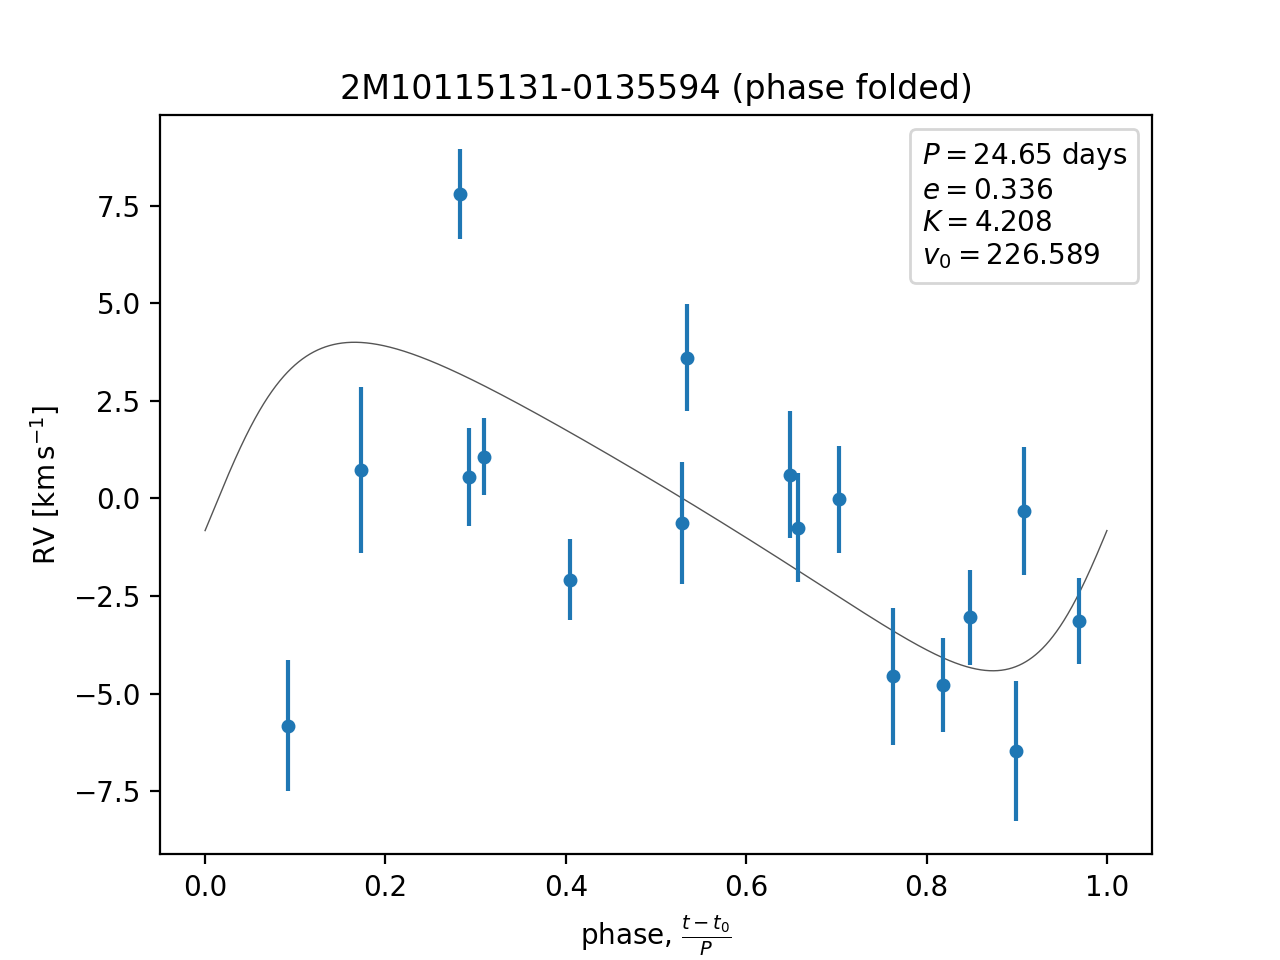 2M10115131-0135594 (phase folded)
P = 24.65 days
e = 0.336
K = 4.208
v₀ = 226.589
RV [km s⁻¹]
7.5
5.0
2.5
0.0
−2.5
−5.0
−7.5
0.0 0.2 0.4 0.6 0.8 1.0
phase, (t − t₀)/P